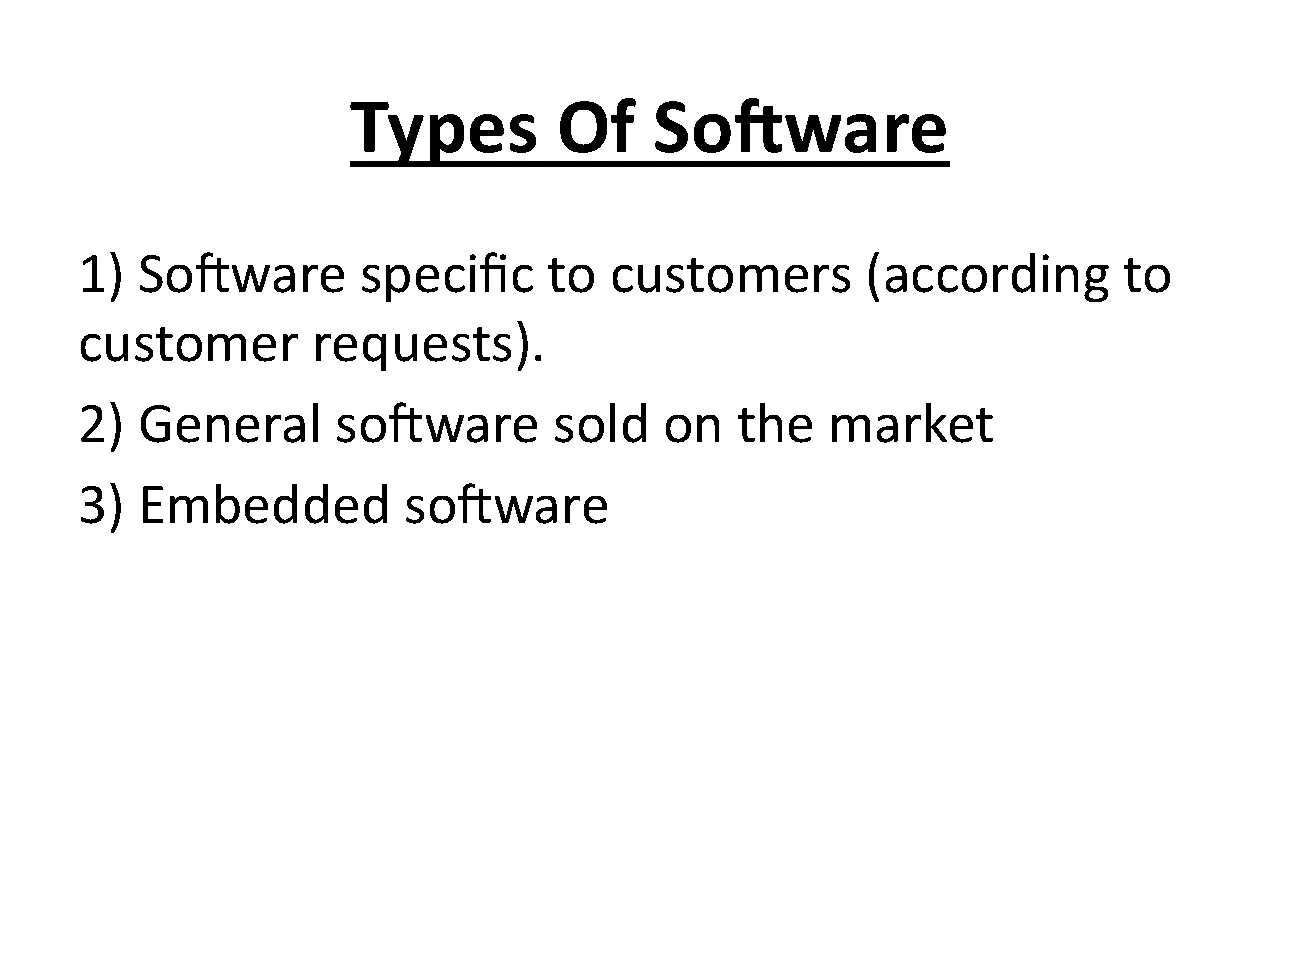 Types Of Software
1) Software specific to customers (according to
customer requests).
2) General software sold on the market
3) Embedded software